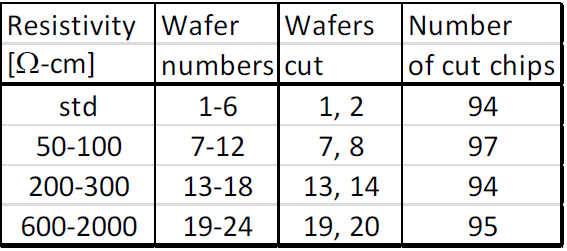 Resistivity Wafer Wafers Number
[Ω-cm] numbers cut of cut chips
std 1-6 1, 2 94
50-100 7-12 7, 8 97
200-300 13-18 13, 14 94
600-2000 19-24 19, 20 95